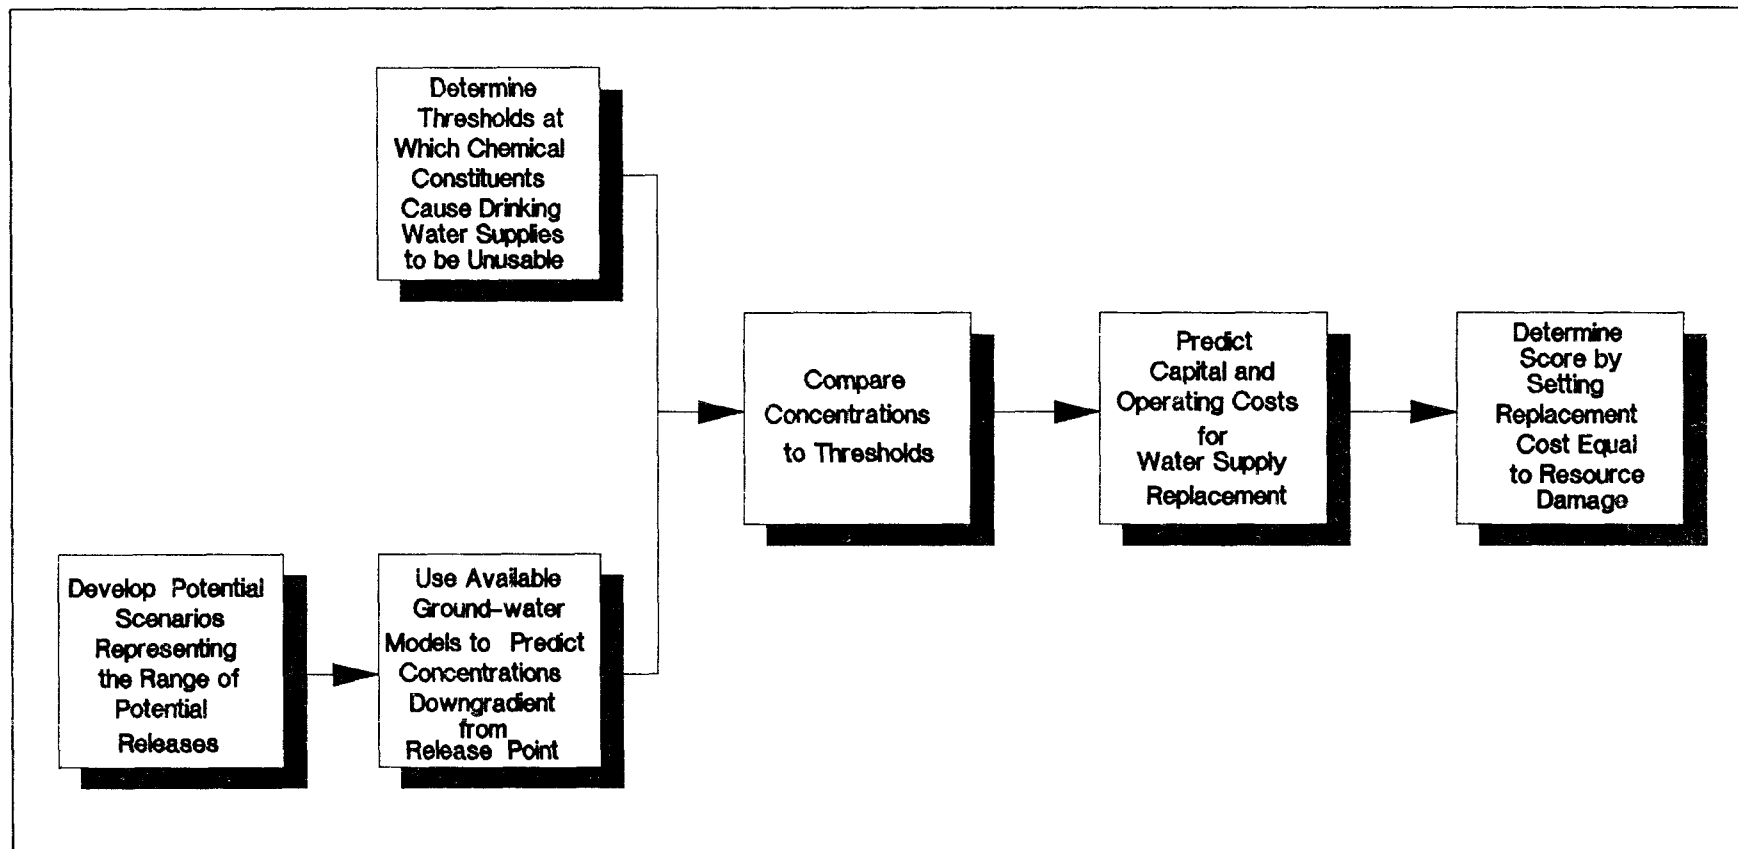 Determine
Thresholds at
Which Chemical
Constituents
Cause Drinking
Water Supplies
to be Unusable
Develop Potential
Scenarios
Representing
the Range of
Potential
Releases
Use Available
Ground-water
Models to Predict
Concentrations
Downgradient
from
Release Point
Compare
Concentrations
to Thresholds
Predict
Capital and
Operating Costs
for
Water Supply
Replacement
Determine
Score by
Setting
Replacement
Cost Equal
to Resource
Damage